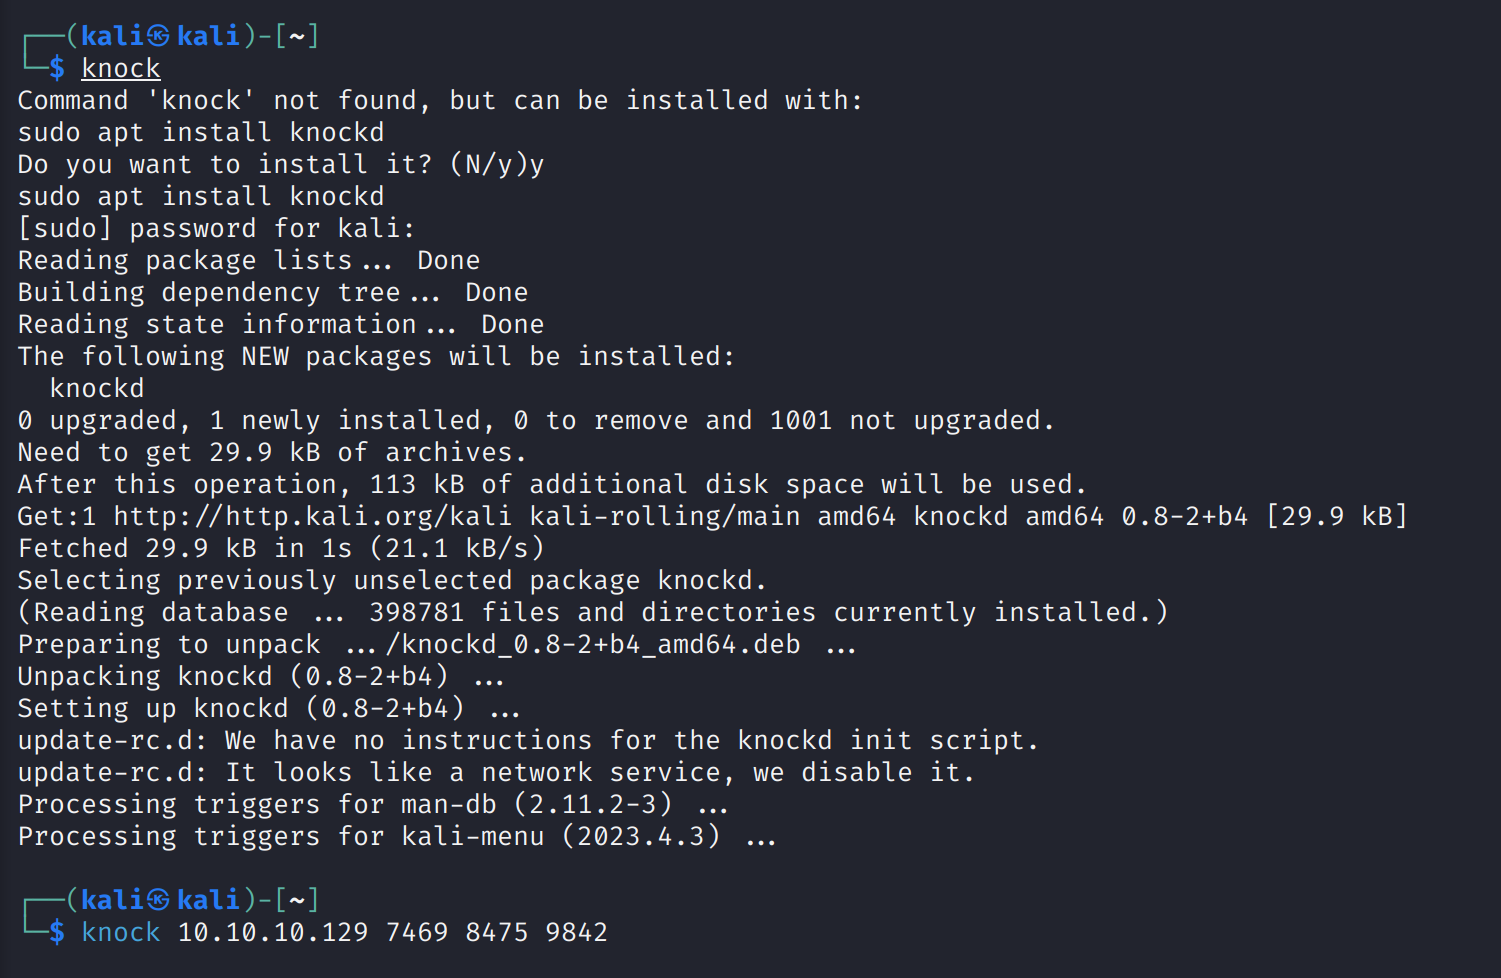 ┌──(kali㉿kali)-[~]
└─$ knock
Command 'knock' not found, but can be installed with:
sudo apt install knockd
Do you want to install it? (N/y)y
sudo apt install knockd
[sudo] password for kali:
Reading package lists... Done
Building dependency tree... Done
Reading state information... Done
The following NEW packages will be installed:
  knockd
0 upgraded, 1 newly installed, 0 to remove and 1001 not upgraded.
Need to get 29.9 kB of archives.
After this operation, 113 kB of additional disk space will be used.
Get:1 http://http.kali.org/kali kali-rolling/main amd64 knockd amd64 0.8-2+b4 [29.9 kB]
Fetched 29.9 kB in 1s (21.1 kB/s)
Selecting previously unselected package knockd.
(Reading database ... 398781 files and directories currently installed.)
Preparing to unpack .../knockd_0.8-2+b4_amd64.deb ...
Unpacking knockd (0.8-2+b4) ...
Setting up knockd (0.8-2+b4) ...
update-rc.d: We have no instructions for the knockd init script.
update-rc.d: It looks like a network service, we disable it.
Processing triggers for man-db (2.11.2-3) ...
Processing triggers for kali-menu (2023.4.3) ...
┌──(kali㉿kali)-[~]
└─$ knock 10.10.10.129 7469 8475 9842